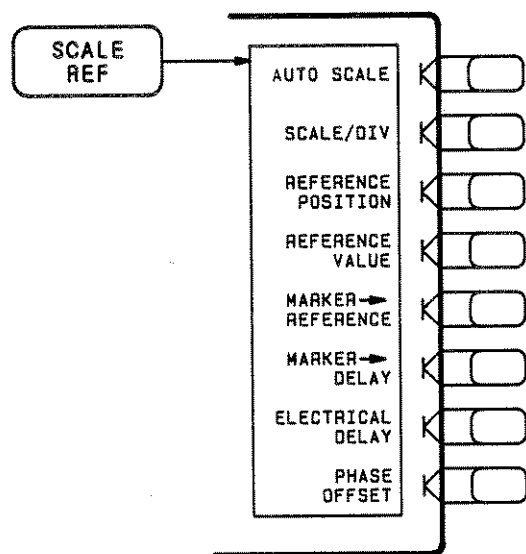 SCALE
REF
AUTO SCALE
SCALE/DIV
REFERENCE
POSITION
REFERENCE
VALUE
MARKER→
REFERENCE
MARKER→
DELAY
ELECTRICAL
DELAY
PHASE
OFFSET